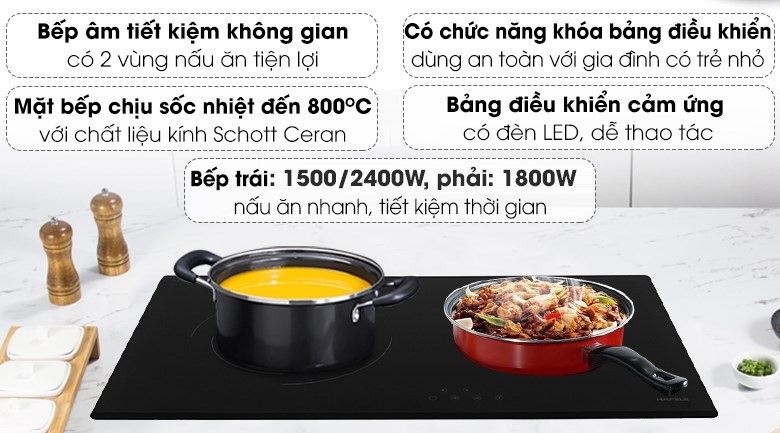 Bếp âm tiết kiệm không gian
có 2 vùng nấu ăn tiện lợi
Có chức năng khóa bảng điều khiển
dùng an toàn với gia đình có trẻ nhỏ
Mặt bếp chịu sốc nhiệt đến 800ºC
với chất liệu kính Schott Ceran
Bảng điều khiển cảm ứng
có đèn LED, dễ thao tác
Bếp trái: 1500/2400W, phải: 1800W
nấu ăn nhanh, tiết kiệm thời gian
HÄFELE